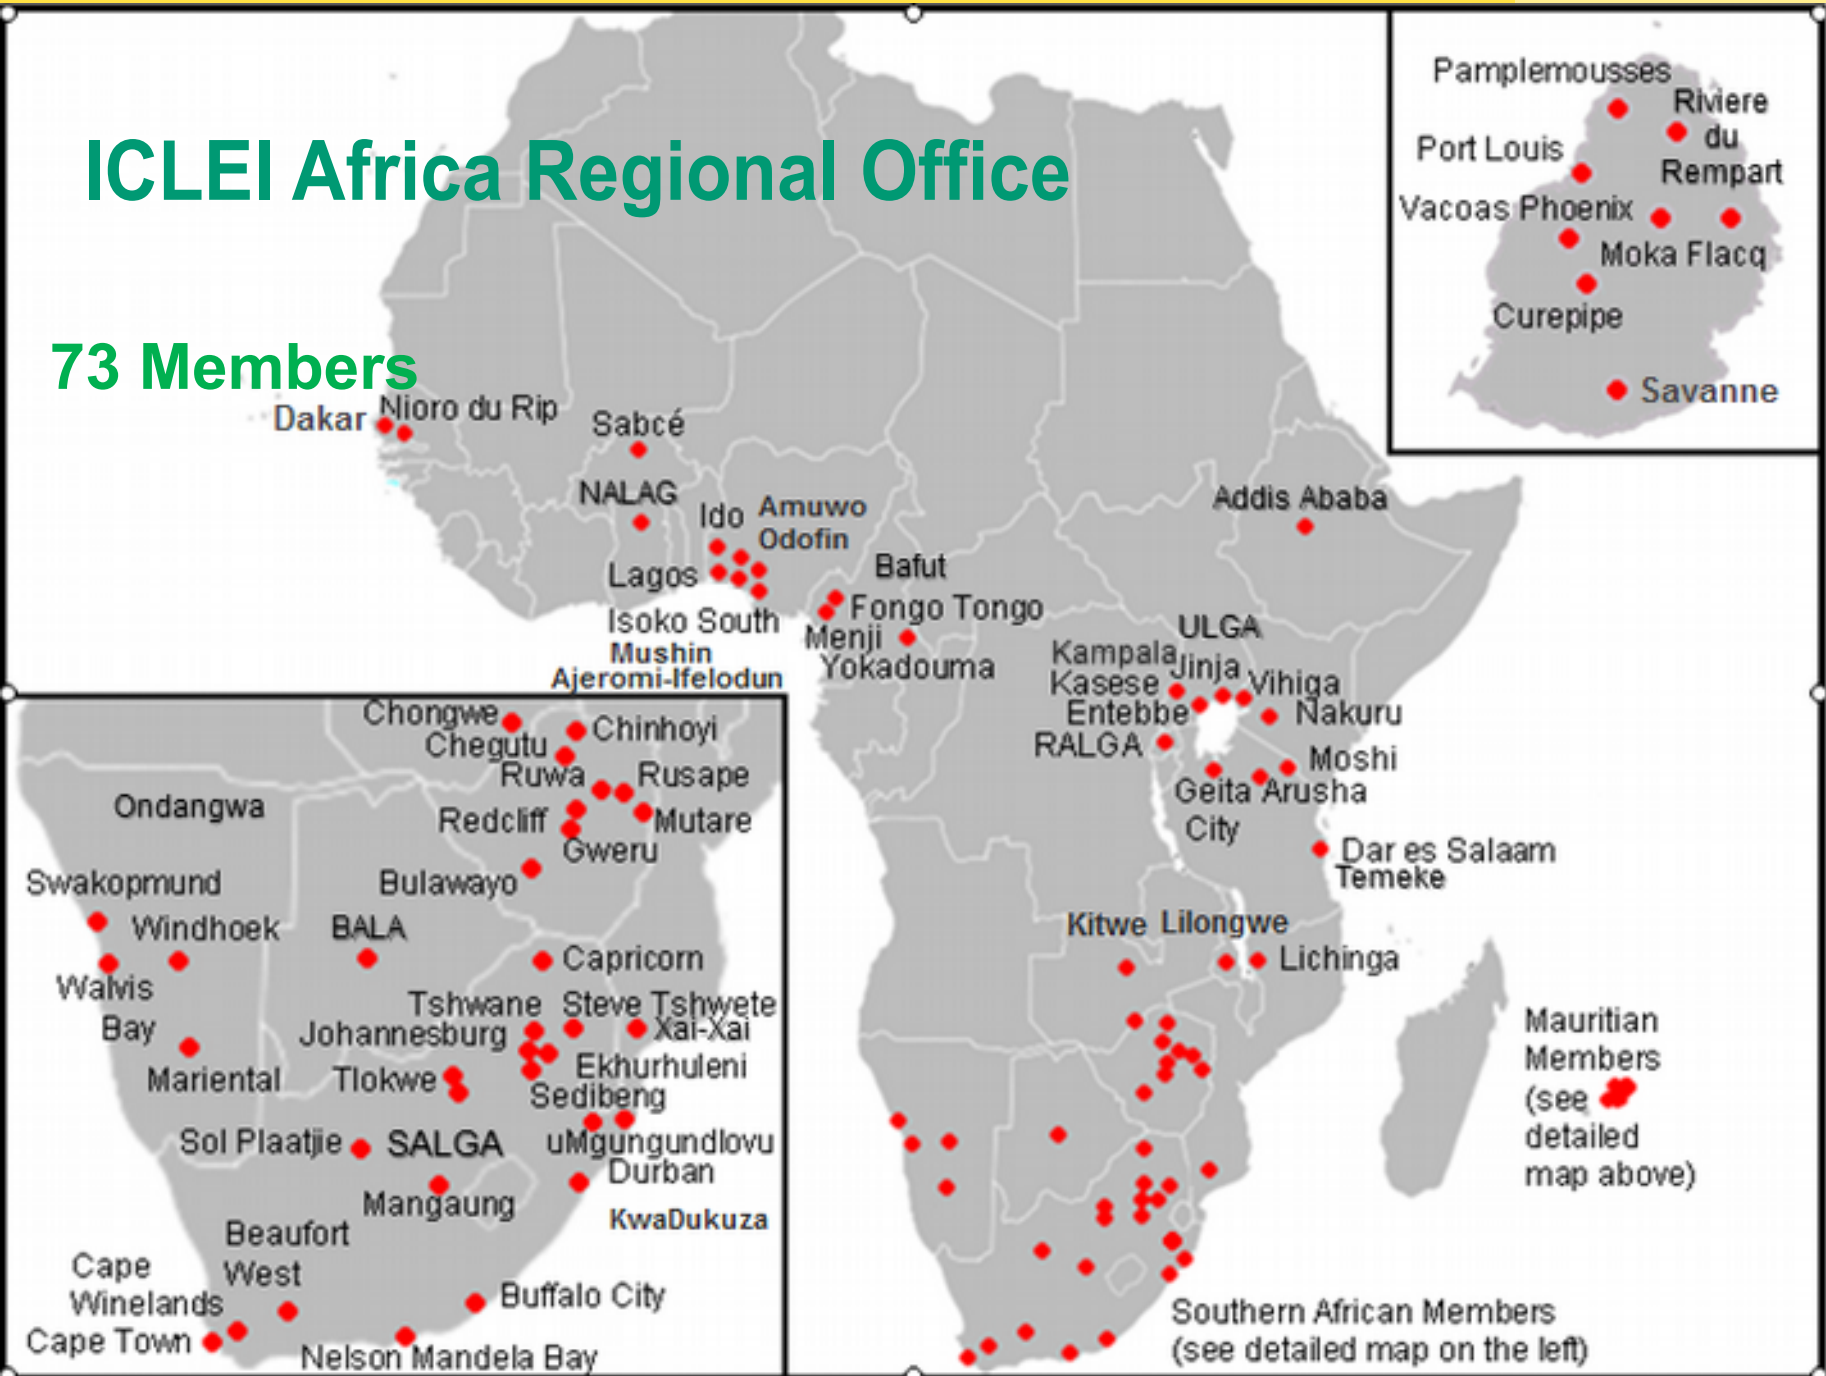 ICLEI Africa Regional Office
73 Members
Dakar
Nioro du Rip
Sabcé
NALAG
Ido
Amuwo
Odofin
Lagos
Isoko South
Mushin
Ajeromi-Ifelodun
Bafut
Fongo Tongo
Menji
Yokadouma
Addis Ababa
ULGA
Kampala
Jinja
Kasese
Vihiga
Entebbe
Nakuru
RALGA
Moshi
Geita Arusha
City
Dar es Salaam
Temeke
Kitwe Lilongwe
Lichinga
Mauritian
Members
(see
detailed
map above)
Southern African Members
(see detailed map on the left)
Pamplemousses
Riviere
du
Rempart
Port Louis
Vacoas Phoenix
Moka Flacq
Curepipe
Savanne
Chongwe
Chinhoyi
Chegutu
Ruwa
Rusape
Ondangwa
Redcliff
Mutare
Gweru
Swakopmund
Bulawayo
Windhoek
BALA
Capricorn
Walvis
Bay
Tshwane
Steve Tshwete
Johannesburg
Xai-Xai
Mariental
Tlokwe
Ekhurhuleni
Sedibeng
Sol Plaatjie
SALGA
uMgungundlovu
Durban
Mangaung
KwaDukuza
Beaufort
West
Cape
Winelands
Buffalo City
Cape Town
Nelson Mandela Bay